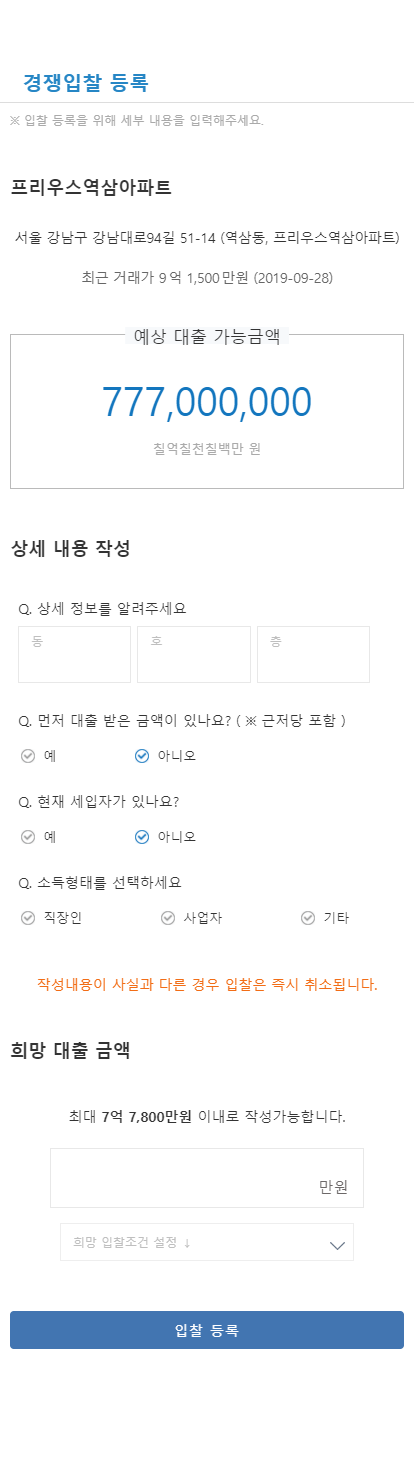 경쟁입찰 등록
※ 입찰 등록을 위해 세부 내용을 입력해주세요.
프리우스역삼아파트
서울 강남구 강남대로94길 51-14 (역삼동, 프리우스역삼아파트)
최근 거래가 9억 1,500만원 (2019-09-28)
예상 대출 가능금액
777,000,000
칠억칠천칠백만 원
상세 내용 작성
Q. 상세 정보를 알려주세요
동 호 층
Q. 먼저 대출 받은 금액이 있나요? ( ※ 근저당 포함 )
예 아니오
Q. 현재 세입자가 있나요?
예 아니오
Q. 소득형태를 선택하세요
직장인 사업자 기타
작성내용이 사실과 다른 경우 입찰은 즉시 취소됩니다.
희망 대출 금액
최대 7억 7,800만원 이내로 작성가능합니다.
만원
희망 입찰조건 설정 ↓
입찰 등록